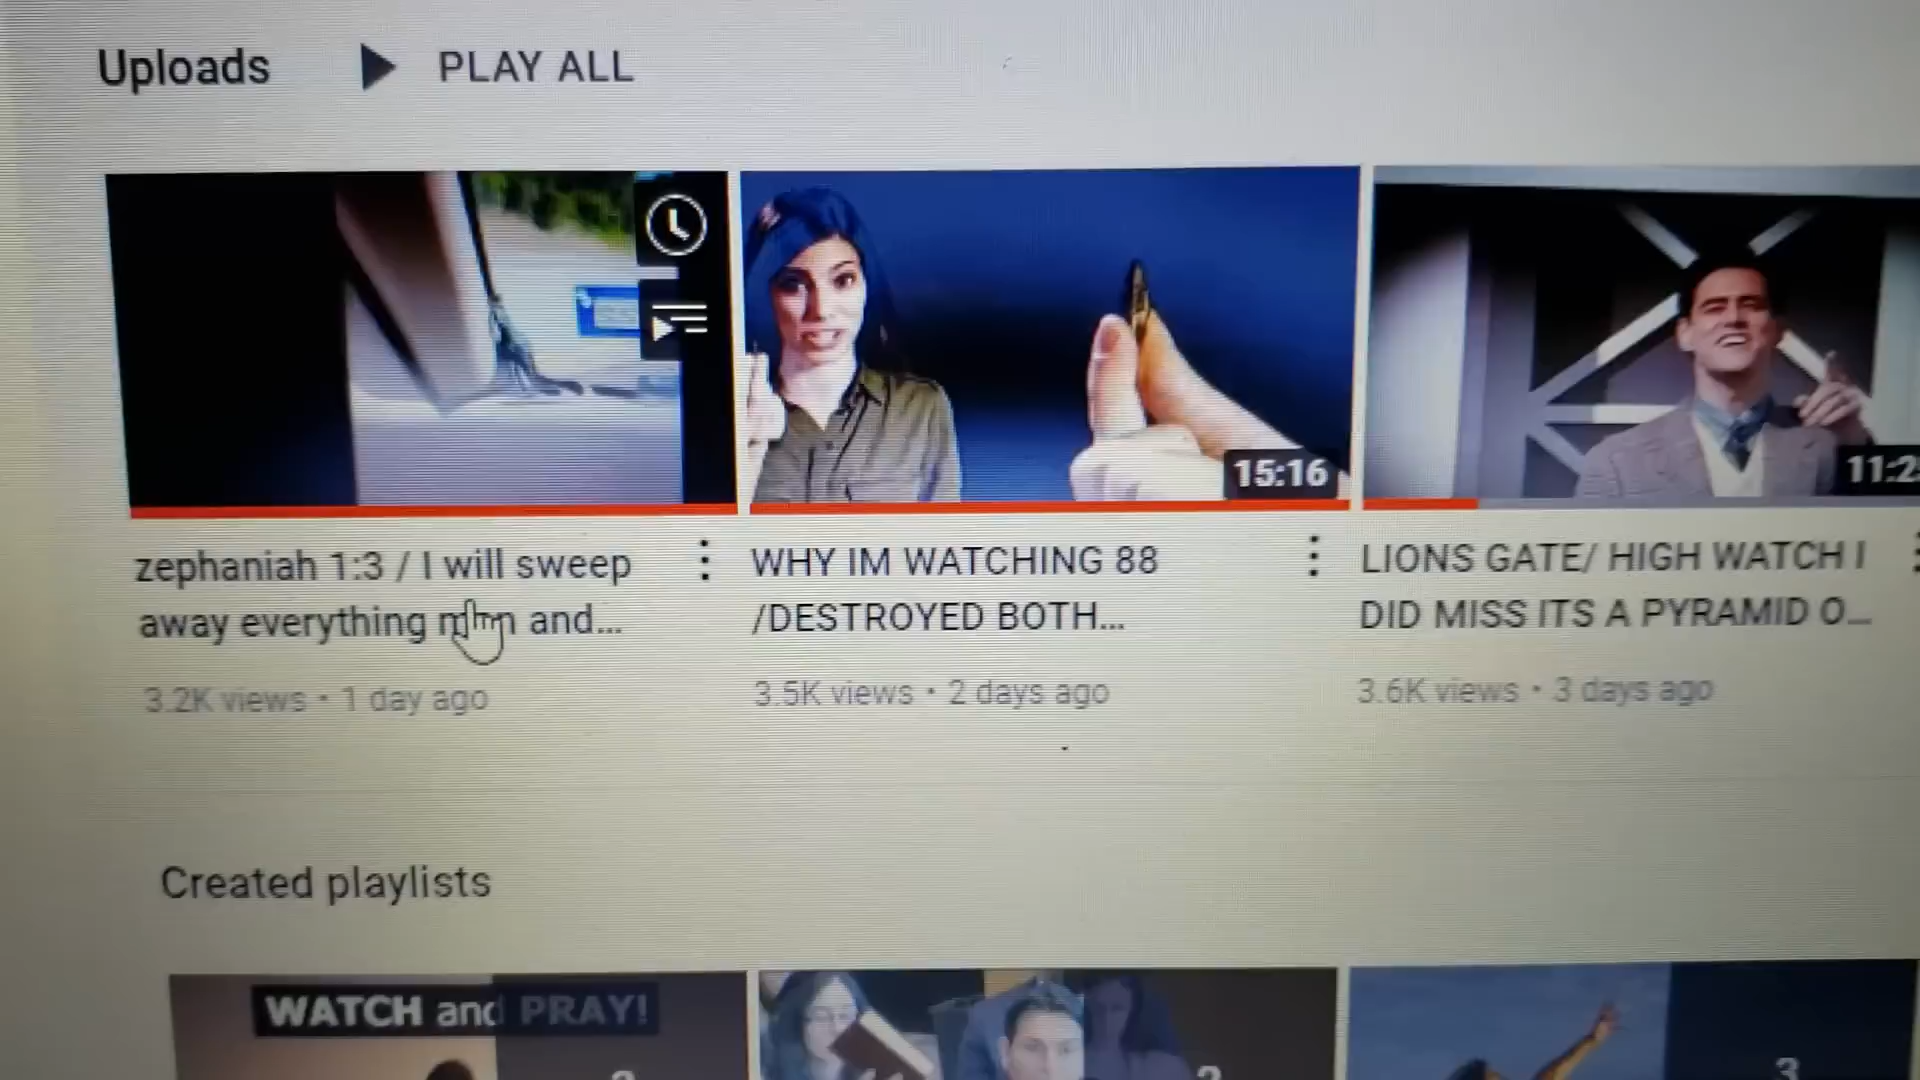 Uploads PLAY ALL
15:16
zephaniah 1:3 / I will sweep
away everything and...
3.2K views • 1 day ago
WHY IM WATCHING 88
/DESTROYED BOTH...
3.5K views • 2 days ago
LIONS GATE/ HIGH WATCH I
DID MISS ITS A PYRAMID O...
3.6K views • 3 days ago
Created playlists
WATCH and PRAY!
3